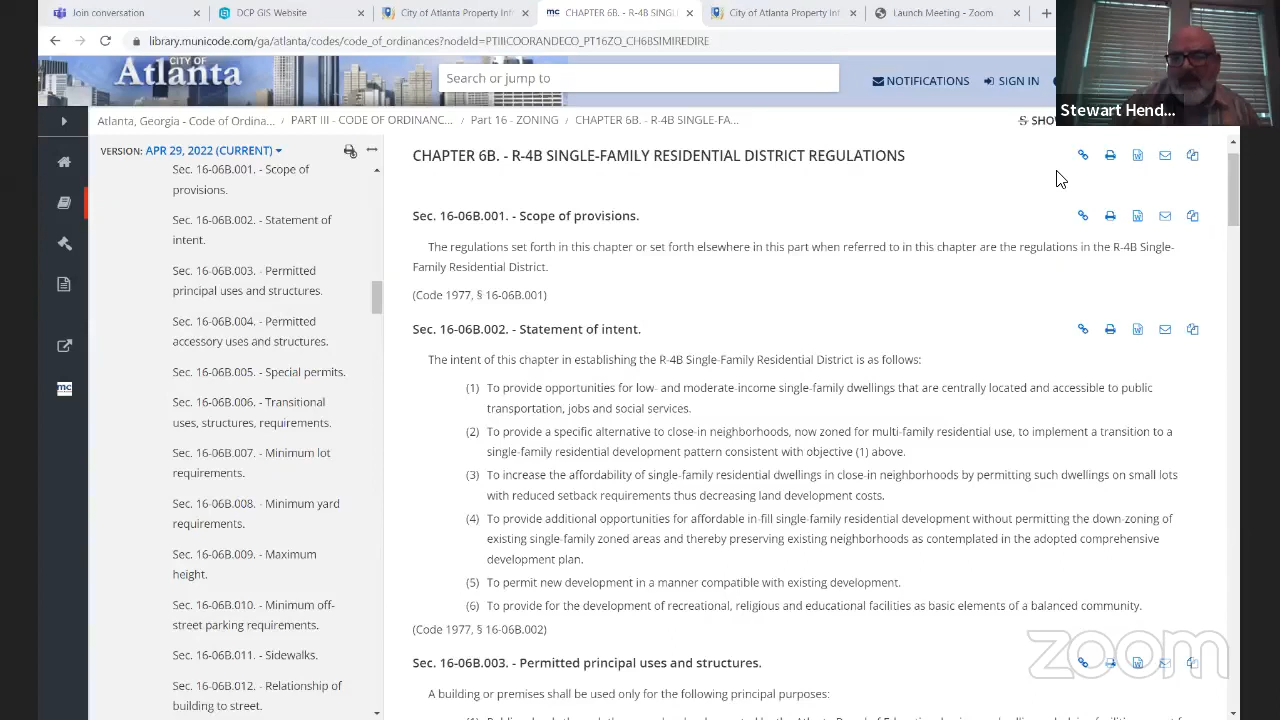 Join conversation
DCP GIS Website
City of Atlanta Property Info
CHAPTER 6B. - R-4B SINGL
City of Atlanta Property
Launch Meeting - Zoom
library.municode.com/ga/atlanta/codes/code_of_ordinances?nodeId=PTIIICOORANDECO_PT16ZO_CH6BSIMIREDIRE
CITY OF
Atlanta
Search or jump to
NOTIFICATIONS
SIGN IN
Stewart Hend...
Atlanta, Georgia - Code of Ordina... / PART III - CODE OF ... / Part 16 - ZONING / CHAPTER 6B. - R-4B SINGLE-FA...
SHOW
VERSION: APR 29, 2022 (CURRENT)
Sec. 16-06B.001. - Scope of
provisions.
Sec. 16-06B.002. - Statement of
intent.
Sec. 16-06B.003. - Permitted
principal uses and structures.
Sec. 16-06B.004. - Permitted
accessory uses and structures.
Sec. 16-06B.005. - Special permits.
Sec. 16-06B.006. - Transitional
uses, structures, requirements.
Sec. 16-06B.007. - Minimum lot
requirements.
Sec. 16-06B.008. - Minimum yard
requirements.
Sec. 16-06B.009. - Maximum
height.
Sec. 16-06B.010. - Minimum off-
street parking requirements.
Sec. 16-06B.011. - Sidewalks.
Sec. 16-06B.012. - Relationship of
building to street.
mc
CHAPTER 6B. - R-4B SINGLE-FAMILY RESIDENTIAL DISTRICT REGULATIONS
Sec. 16-06B.001. - Scope of provisions.
The regulations set forth in this chapter or set forth elsewhere in this part when referred to in this chapter are the regulations in the R-4B Single-
Family Residential District.
(Code 1977, § 16-06B.001)
Sec. 16-06B.002. - Statement of intent.
The intent of this chapter in establishing the R-4B Single-Family Residential District is as follows:
(1) To provide opportunities for low- and moderate-income single-family dwellings that are centrally located and accessible to public
transportation, jobs and social services.
(2) To provide a specific alternative to close-in neighborhoods, now zoned for multi-family residential use, to implement a transition to a
single-family residential development pattern consistent with objective (1) above.
(3) To increase the affordability of single-family residential dwellings in close-in neighborhoods by permitting such dwellings on small lots
with reduced setback requirements thus decreasing land development costs.
(4) To provide additional opportunities for affordable in-fill single-family residential development without permitting the down-zoning of
existing single-family zoned areas and thereby preserving existing neighborhoods as contemplated in the adopted comprehensive
development plan.
(5) To permit new development in a manner compatible with existing development.
(6) To provide for the development of recreational, religious and educational facilities as basic elements of a balanced community.
(Code 1977, § 16-06B.002)
zoom
Sec. 16-06B.003. - Permitted principal uses and structures.
A building or premises shall be used only for the following principal purposes: